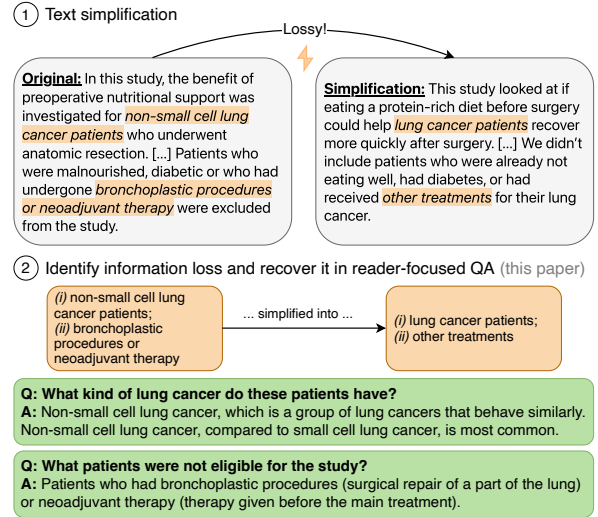 1 Text simplification
Lossy!
Original: In this study, the benefit of
preoperative nutritional support was
investigated for non-small cell lung
cancer patients who underwent
anatomic resection. [...] Patients who
were malnourished, diabetic or who had
undergone bronchoplastic procedures
or neoadjuvant therapy were excluded
from the study.
Simplification: This study looked at if
eating a protein-rich diet before surgery
could help lung cancer patients recover
more quickly after surgery. [...] We didn't
include patients who were already not
eating well, had diabetes, or had
received other treatments for their lung
cancer.
2 Identify information loss and recover it in reader-focused QA (this paper)
(i) non-small cell lung
cancer patients;
(ii) bronchoplastic
procedures or
neoadjuvant therapy
... simplified into ...
(i) lung cancer patients;
(ii) other treatments
Q: What kind of lung cancer do these patients have?
A: Non-small cell lung cancer, which is a group of lung cancers that behave similarly.
Non-small cell lung cancer, compared to small cell lung cancer, is most common.
Q: What patients were not eligible for the study?
A: Patients who had bronchoplastic procedures (surgical repair of a part of the lung)
or neoadjuvant therapy (therapy given before the main treatment).